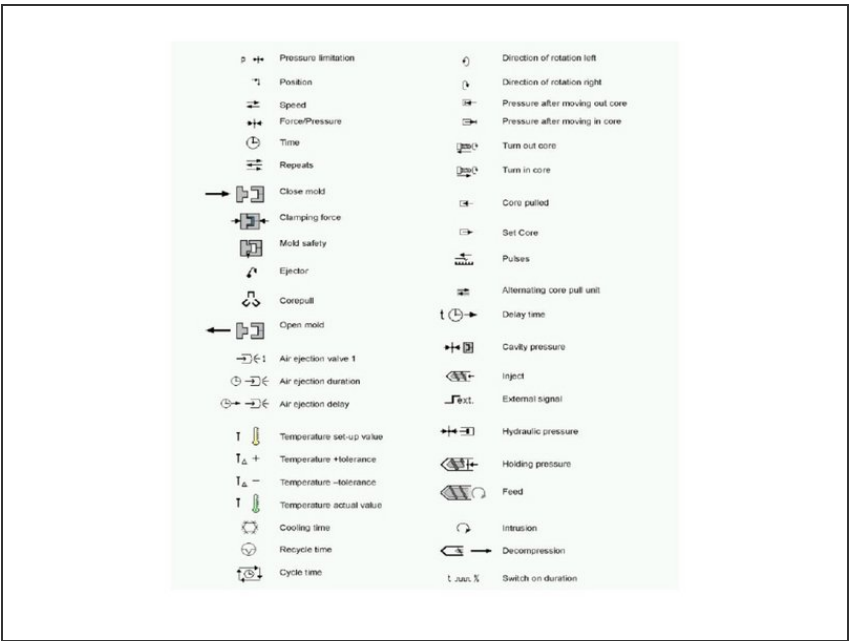 p Pressure limitation
Position
Speed
Force/Pressure
Time
Repeats
Close mold
Clamping force
Mold safety
Ejector
Corepull
Open mold
1 Air ejection valve 1
Air ejection duration
Air ejection delay
T Temperature set-up value
T△ + Temperature +tolerance
T△ − Temperature –tolerance
T Temperature actual value
Cooling time
Recycle time
Cycle time
Direction of rotation left
Direction of rotation right
Pressure after moving out core
Pressure after moving in core
Turn out core
Turn in core
Core pulled
Set Core
Pulses
Alternating core pull unit
t Delay time
Cavity pressure
Inject
ext. External signal
Hydraulic pressure
Holding pressure
Feed
Intrusion
Decompression
t % Switch on duration